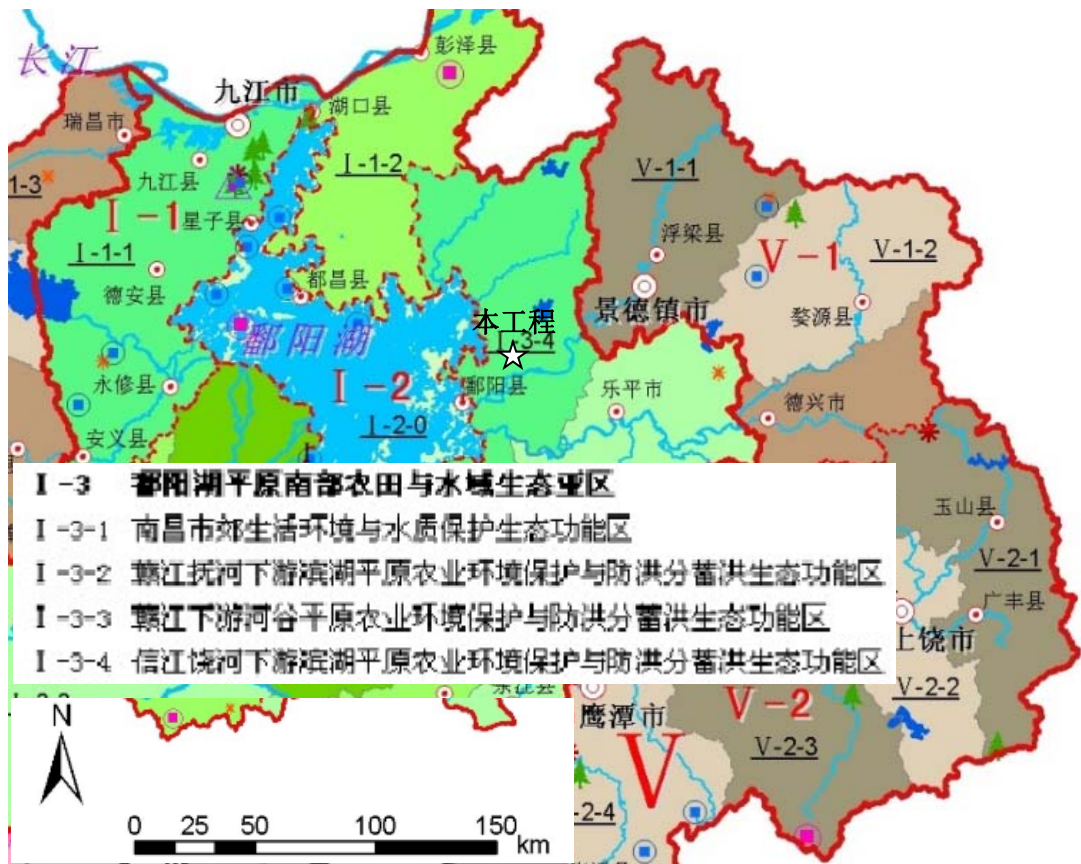 长江
彭泽县
九江市
湖口县
瑞昌市
I-1-2
V-1-1
九江县
1-3
I-1
星子县
浮梁县
V-1
V-1-2
I-1-1
都昌县
德安县
景德镇市
婺源县
本工程
I-3-4
鄱阳湖
I-2
鄱阳县
乐平市
永修县
德兴市
I-2-0
安义县
I-3 鄱阳湖平原南部农田与水域生态亚区
I-3-1 南昌市郊生活环境与水质保护生态功能区
I-3-2 赣江抚河下游滨湖平原农业环境保护与防洪分蓄洪生态功能区
I-3-3 赣江下游河谷平原农业环境保护与防洪分蓄洪生态功能区
I-3-4 信江饶河下游滨湖平原农业环境保护与防洪分蓄洪生态功能区
玉山县
V-2-1
广丰县
上饶市
V-2-2
N
鹰潭市
V-2
V
V-2-3
-2-4
0 25 50 100 150
km